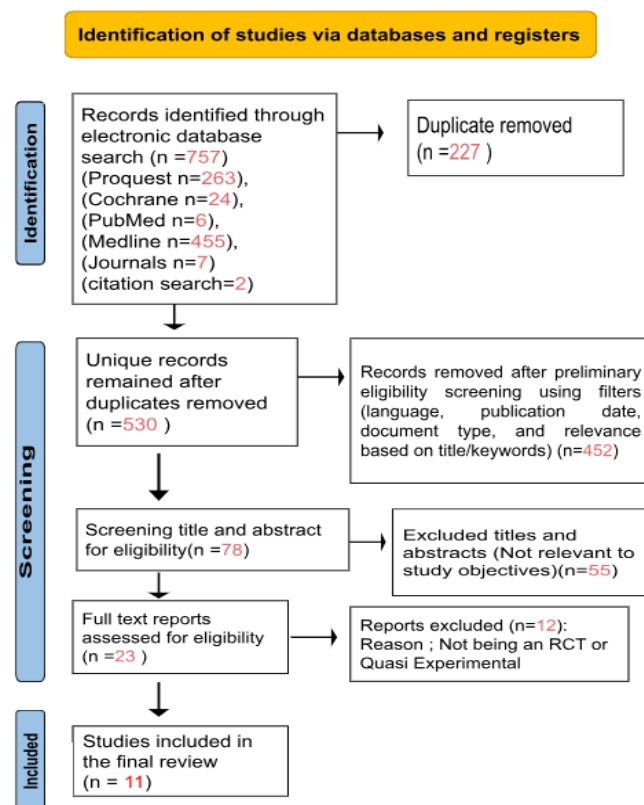 Identification of studies via databases and registers
Identification
Records identified through
electronic database
search (n =757)
(Proquest n=263),
(Cochrane n=24),
(PubMed n=6),
(Medline n=455),
(Journals n=7)
(citation search=2)
Duplicate removed
(n =227 )
Screening
Unique records
remained after
duplicates removed
(n =530 )
Records removed after preliminary
eligibility screening using filters
(language, publication date,
document type, and relevance
based on title/keywords) (n=452)
Screening title and abstract
for eligibility(n =78)
Excluded titles and
abstracts (Not relevant to
study objectives)(n=55)
Full text reports
assessed for eligibility
(n =23 )
Reports excluded (n=12):
Reason ; Not being an RCT or
Quasi Experimental
Included
Studies included in
the final review
(n = 11)